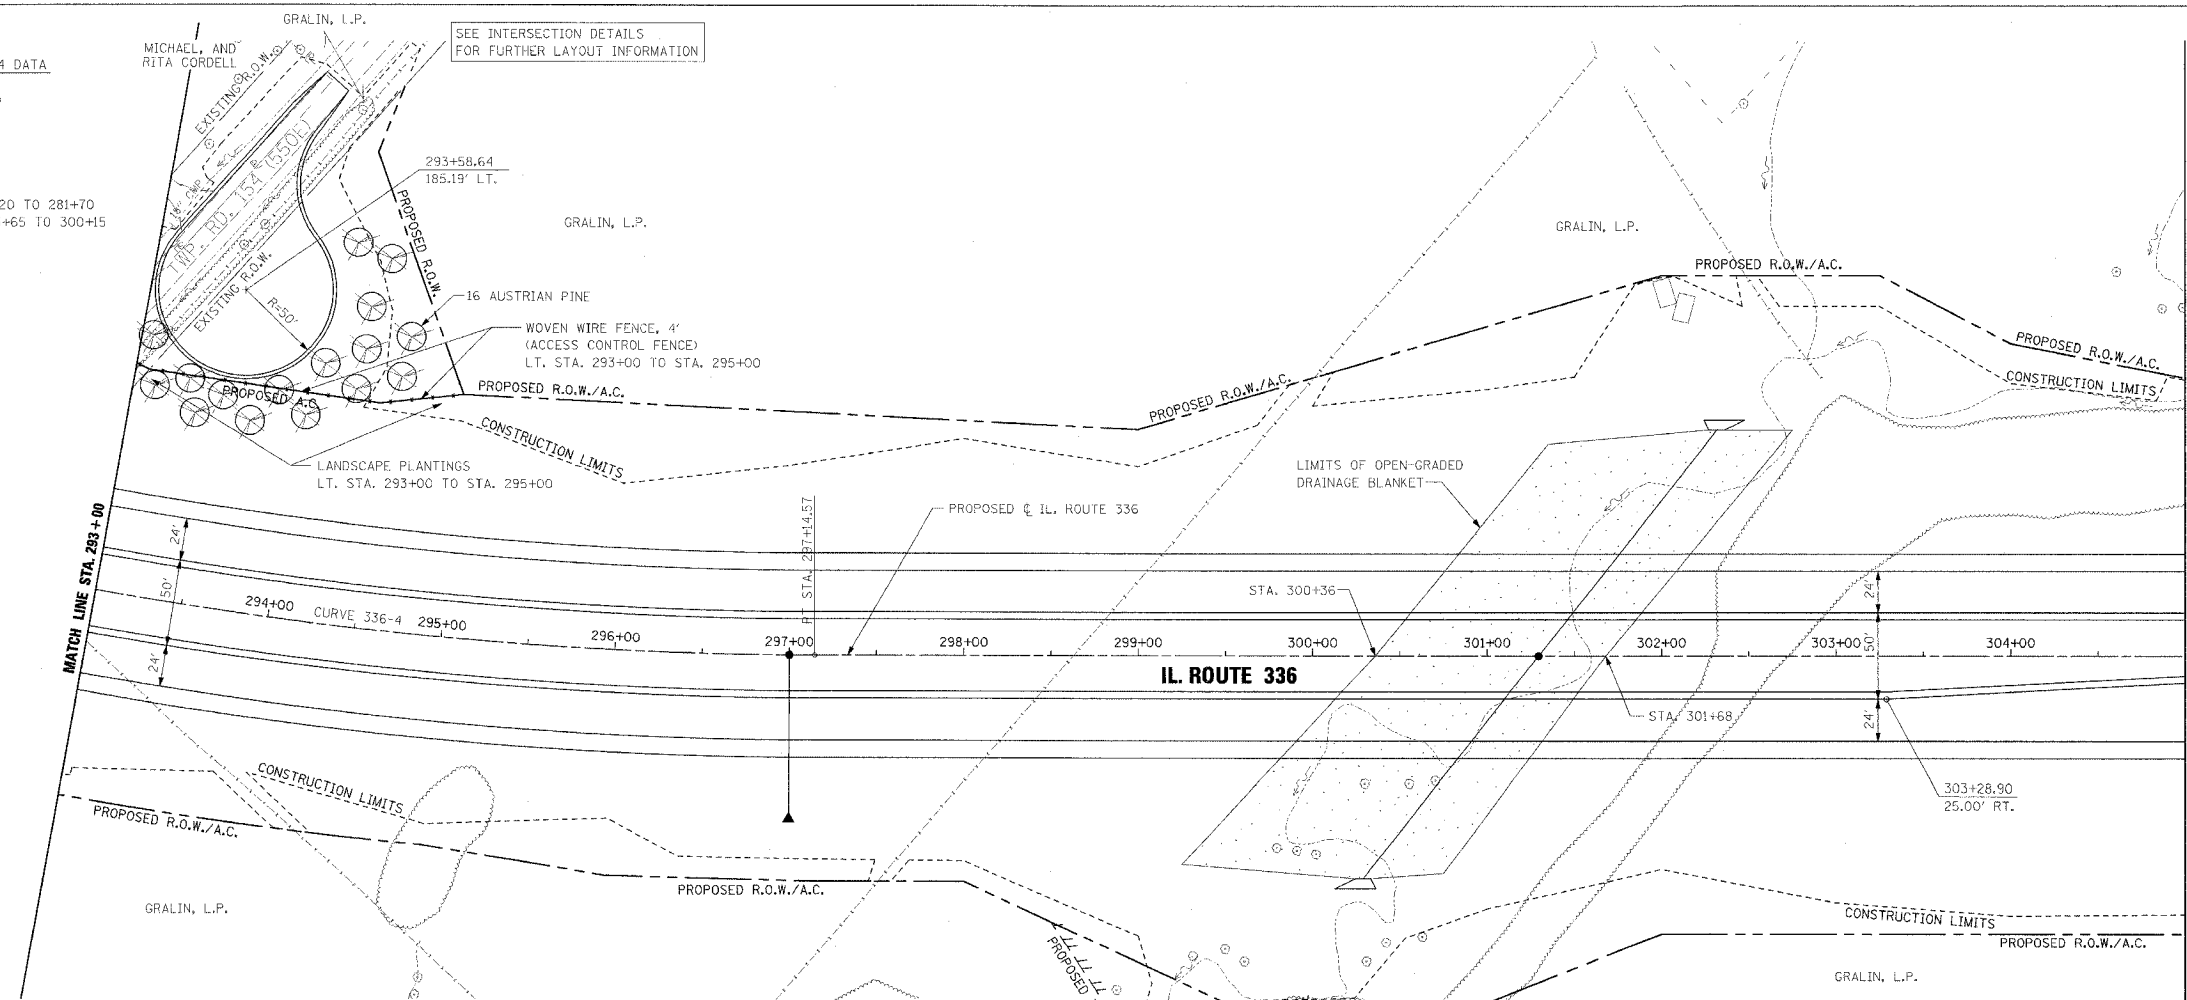 GRALIN, L.P.
MICHAEL, AND
RITA CORDELL
SEE INTERSECTION DETAILS
FOR FURTHER LAYOUT INFORMATION
4 DATA
EXISTING R.O.W.
TWP. RD. 154 (550E)
18" CMP
293+58.64
185.19' LT.
20 TO 281+70
+65 TO 300+15
PROPOSED R.O.W.
GRALIN, L.P.
GRALIN, L.P.
EXISTING R.O.W.
R=50'
16 AUSTRIAN PINE
WOVEN WIRE FENCE, 4'
(ACCESS CONTROL FENCE)
LT. STA. 293+00 TO STA. 295+00
PROPOSED R.O.W./A.C.
PROPOSED R.O.W./A.C.
CONSTRUCTION LIMITS
PROPOSED A.C.
PROPOSED R.O.W./A.C.
PROPOSED R.O.W./A.C.
CONSTRUCTION LIMITS
LANDSCAPE PLANTINGS
LT. STA. 293+00 TO STA. 295+00
LIMITS OF OPEN-GRADED
DRAINAGE BLANKET
PROPOSED ℄ IL. ROUTE 336
PT STA. 297+14.57
MATCH LINE STA. 293+00
24'
50'
24'
STA. 300+36
24'
50'
24'
294+00
CURVE 336-4
295+00
296+00
297+00
298+00
299+00
300+00
301+00
302+00
303+00
304+00
IL. ROUTE 336
STA. 301+68
303+28.90
25.00' RT.
CONSTRUCTION LIMITS
PROPOSED R.O.W./A.C.
PROPOSED R.O.W./A.C.
GRALIN, L.P.
CONSTRUCTION LIMITS
PROPOSED R.O.W./A.C.
PROPOSED
GRALIN, L.P.